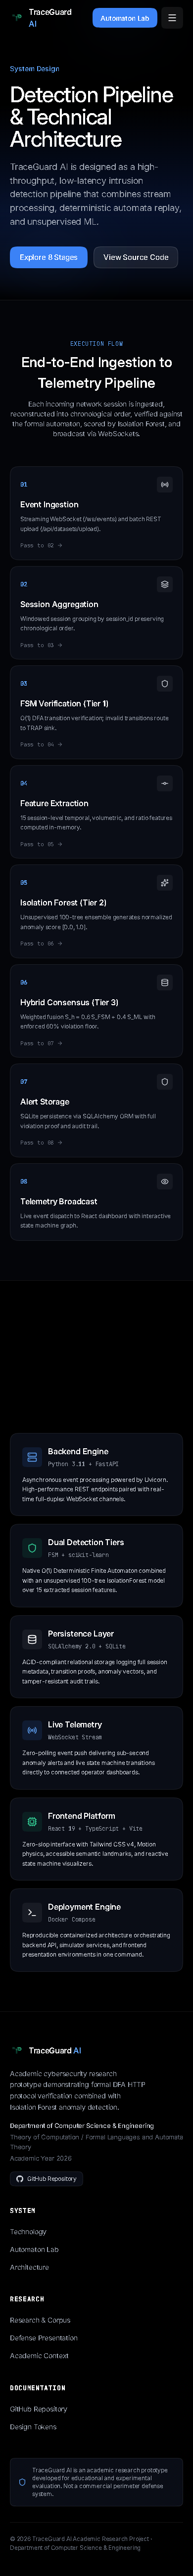 TraceGuard
AI
Automaton Lab
System Design
Detection Pipeline
& Technical
Architecture
TraceGuard AI is designed as a high-
throughput, low-latency intrusion
detection pipeline that combines stream
processing, deterministic automata replay,
and unsupervised ML.
Explore 8 Stages
View Source Code
EXECUTION FLOW
End-to-End Ingestion to
Telemetry Pipeline
Each incoming network session is ingested,
reconstructed into chronological order, verified against
the formal automaton, scored by Isolation Forest, and
broadcast via WebSockets.
01
Event Ingestion
Streaming WebSocket (/ws/events) and batch REST
upload (/api/datasets/upload).
Pass to 02 →
02
Session Aggregation
Windowed session grouping by session_id preserving
chronological order.
Pass to 03 →
03
FSM Verification (Tier 1)
O(1) DFA transition verification; invalid transitions route
to TRAP sink.
Pass to 04 →
04
Feature Extraction
15 session-level temporal, volumetric, and ratio features
computed in-memory.
Pass to 05 →
05
Isolation Forest (Tier 2)
Unsupervised 100-tree ensemble generates normalized
anomaly score [0.0, 1.0].
Pass to 06 →
06
Hybrid Consensus (Tier 3)
Weighted fusion S_h = 0.6 S_FSM + 0.4 S_ML with
enforced 60% violation floor.
Pass to 07 →
07
Alert Storage
SQLite persistence via SQLAlchemy ORM with full
violation proof and audit trail.
Pass to 08 →
08
Telemetry Broadcast
Live event dispatch to React dashboard with interactive
state machine graph.
Backend Engine
Python 3.11 + FastAPI
Asynchronous event processing powered by Uvicorn.
High-performance REST endpoints paired with real-
time full-duplex WebSocket channels.
Dual Detection Tiers
FSM + scikit-learn
Native O(1) Deterministic Finite Automaton combined
with an unsupervised 100-tree Isolation Forest model
over 15 extracted session features.
Persistence Layer
SQLAlchemy 2.0 + SQLite
ACID-compliant relational storage logging full session
metadata, transition proofs, anomaly vectors, and
tamper-resistant audit trails.
Live Telemetry
WebSocket Stream
Zero-polling event push delivering sub-second
anomaly alerts and live state machine transitions
directly to connected operator dashboards.
Frontend Platform
React 19 + TypeScript + Vite
Zero-slop interface with Tailwind CSS v4, Motion
physics, accessible semantic landmarks, and reactive
state machine visualizers.
Deployment Engine
Docker Compose
Reproducible containerized architecture orchestrating
backend API, simulator services, and frontend
presentation environments in one command.
TraceGuard AI
Academic cybersecurity research
prototype demonstrating formal DFA HTTP
protocol verification combined with
Isolation Forest anomaly detection.
Department of Computer Science & Engineering
Theory of Computation / Formal Languages and Automata
Theory
Academic Year 2026
GitHub Repository
SYSTEM
Technology
Automaton Lab
Architecture
RESEARCH
Research & Corpus
Defense Presentation
Academic Context
DOCUMENTATION
GitHub Repository
Design Tokens
TraceGuard AI is an academic research prototype
developed for educational and experimental
evaluation. Not a commercial perimeter defense
system.
© 2026 TraceGuard AI Academic Research Project ·
Department of Computer Science & Engineering